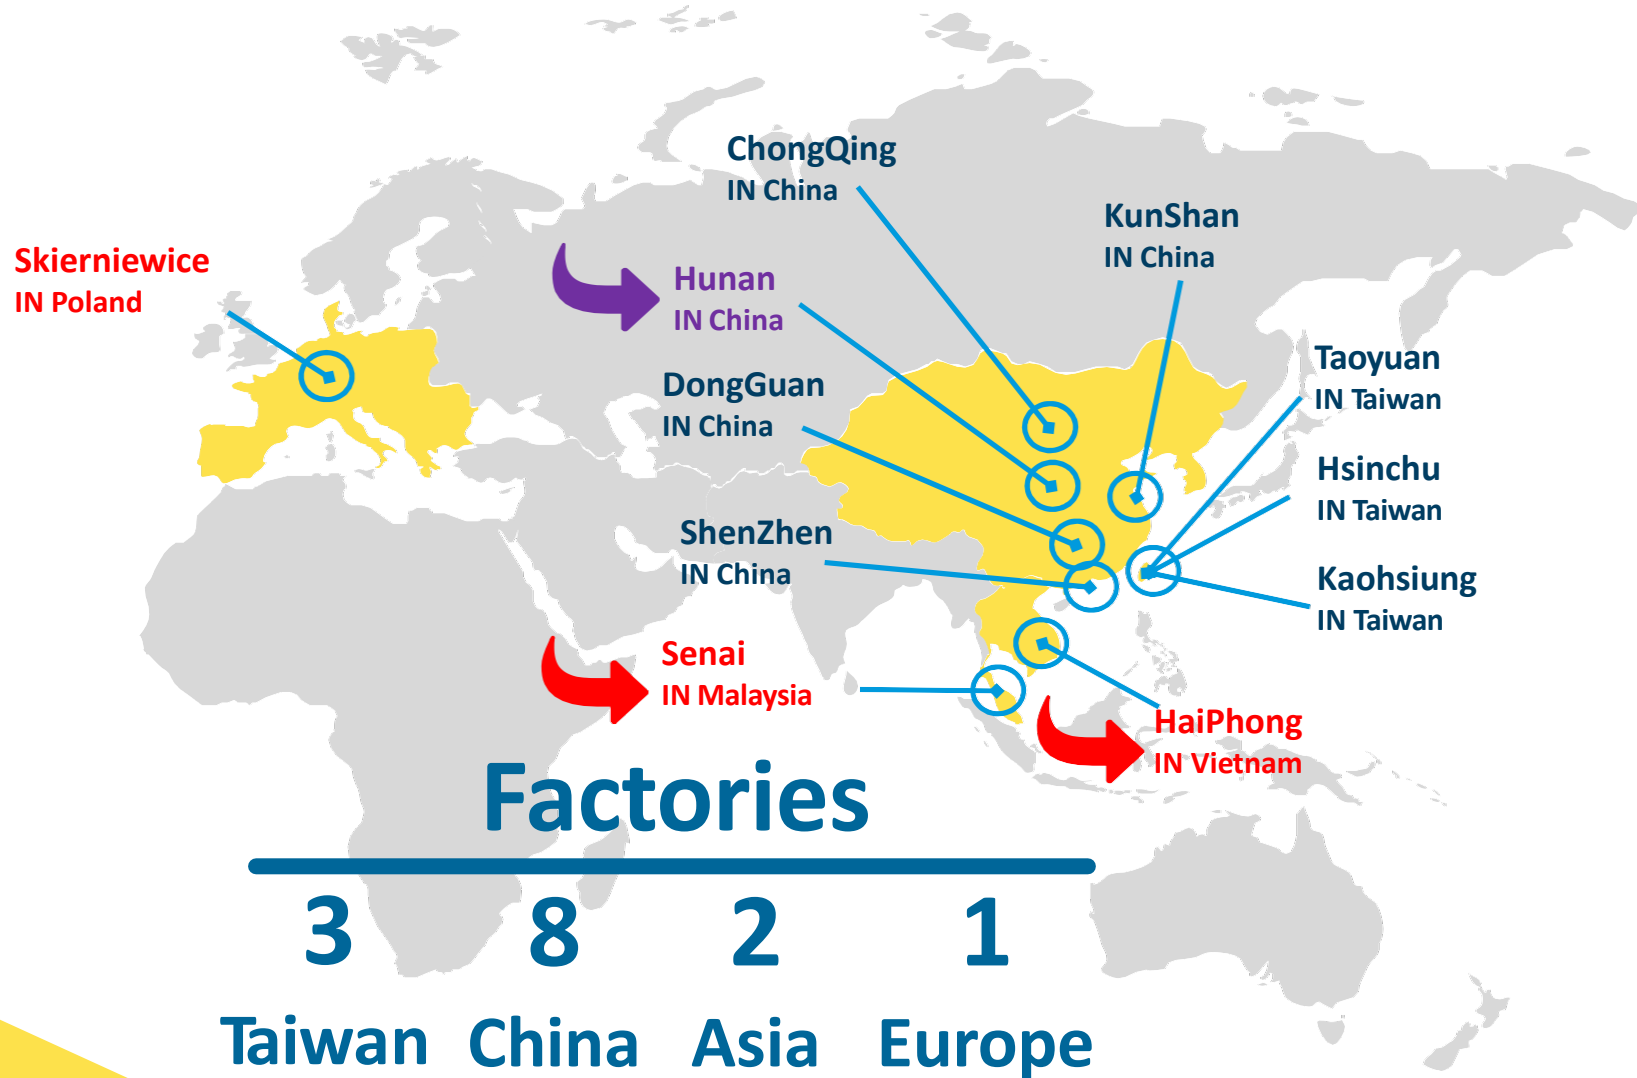 ChongQing
IN China
KunShan
IN China
Skierniewice
IN Poland
Hunan
IN China
Taoyuan
IN Taiwan
DongGuan
IN China
Hsinchu
IN Taiwan
ShenZhen
IN China
Kaohsiung
IN Taiwan
Senai
IN Malaysia
HaiPhong
IN Vietnam
Factories
3 8 2 1
Taiwan China Asia Europe